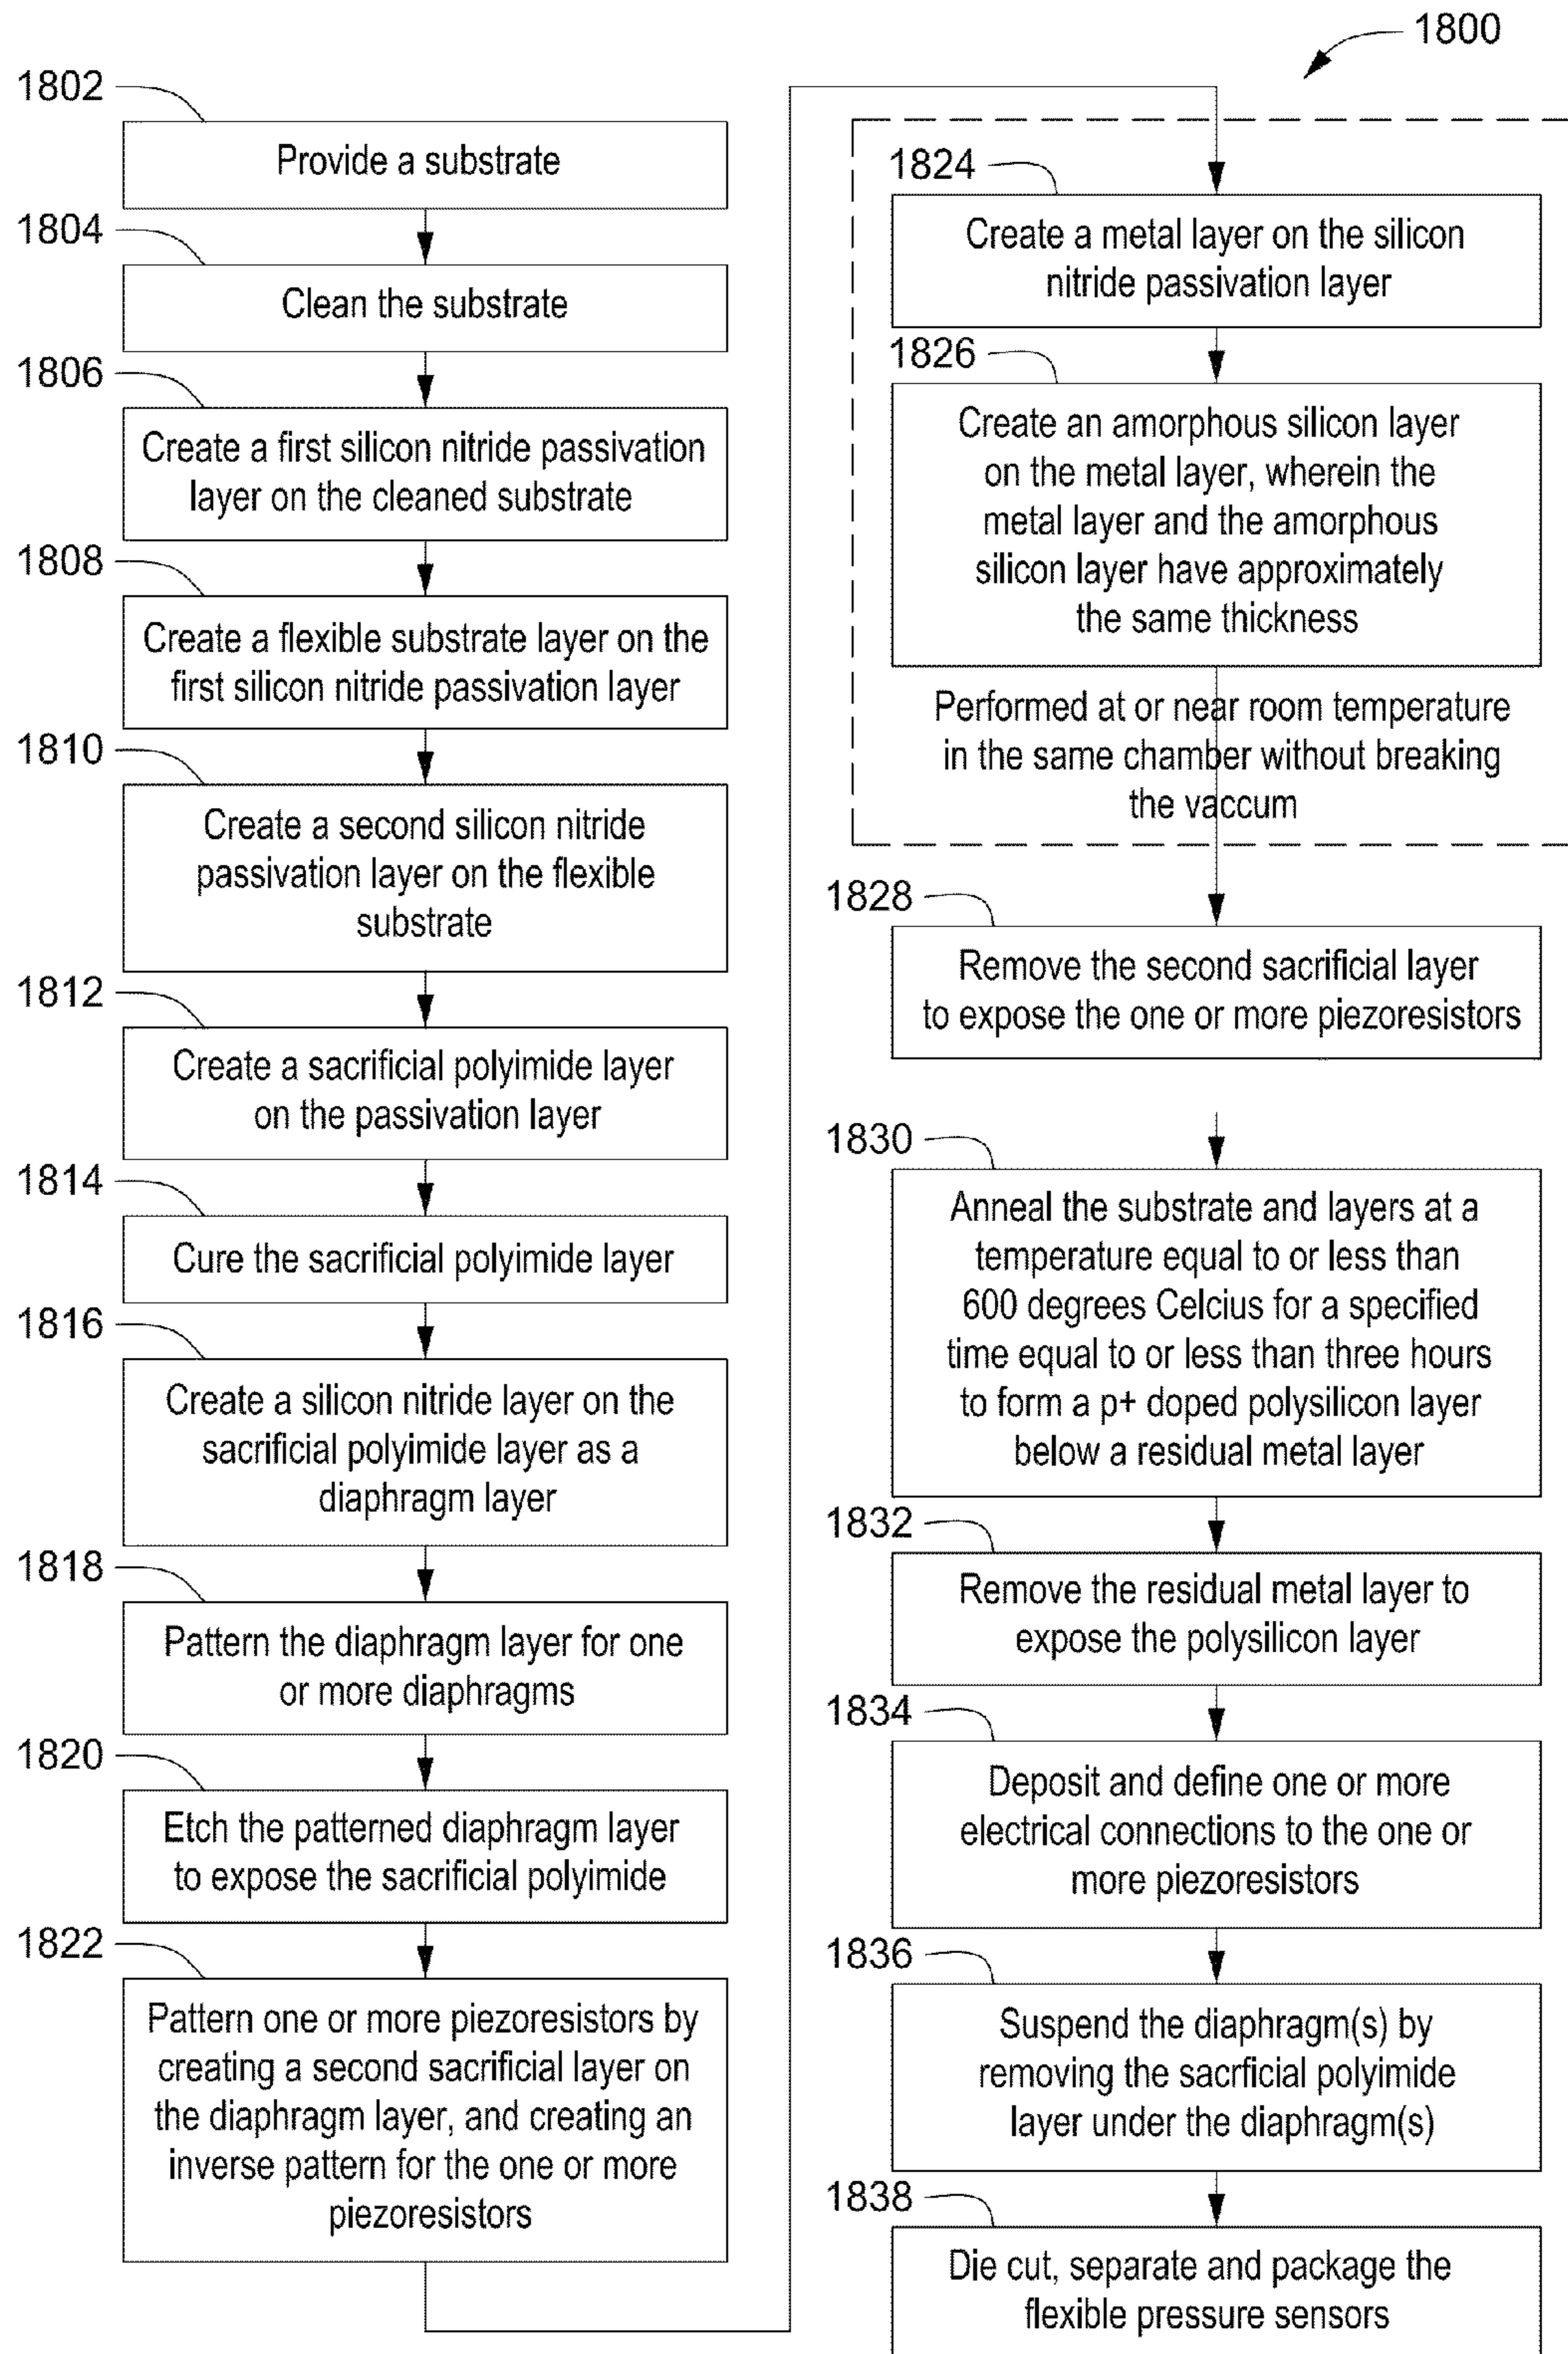 1800
1802
Provide a substrate
1804
Clean the substrate
1806
Create a first silicon nitride passivation
layer on the cleaned substrate
1808
Create a flexible substrate layer on the
first silicon nitride passivation layer
1810
Create a second silicon nitride
passivation layer on the flexible
substrate
1812
Create a sacrificial polyimide layer
on the passivation layer
1814
Cure the sacrificial polyimide layer
1816
Create a silicon nitride layer on the
sacrificial polyimide layer as a
diaphragm layer
1818
Pattern the diaphragm layer for one
or more diaphragms
1820
Etch the patterned diaphragm layer
to expose the sacrificial polyimide
1822
Pattern one or more piezoresistors by
creating a second sacrificial layer on
the diaphragm layer, and creating an
inverse pattern for the one or more
piezoresistors
1824
Create a metal layer on the silicon
nitride passivation layer
1826
Create an amorphous silicon layer
on the metal layer, wherein the
metal layer and the amorphous
silicon layer have approximately
the same thickness
Performed at or near room temperature
in the same chamber without breaking
the vaccum
1828
Remove the second sacrificial layer
to expose the one or more piezoresistors
1830
Anneal the substrate and layers at a
temperature equal to or less than
600 degrees Celcius for a specified
time equal to or less than three hours
to form a p+ doped polysilicon layer
below a residual metal layer
1832
Remove the residual metal layer to
expose the polysilicon layer
1834
Deposit and define one or more
electrical connections to the one or
more piezoresistors
1836
Suspend the diaphragm(s) by
removing the sacrficial polyimide
layer under the diaphragm(s)
1838
Die cut, separate and package the
flexible pressure sensors